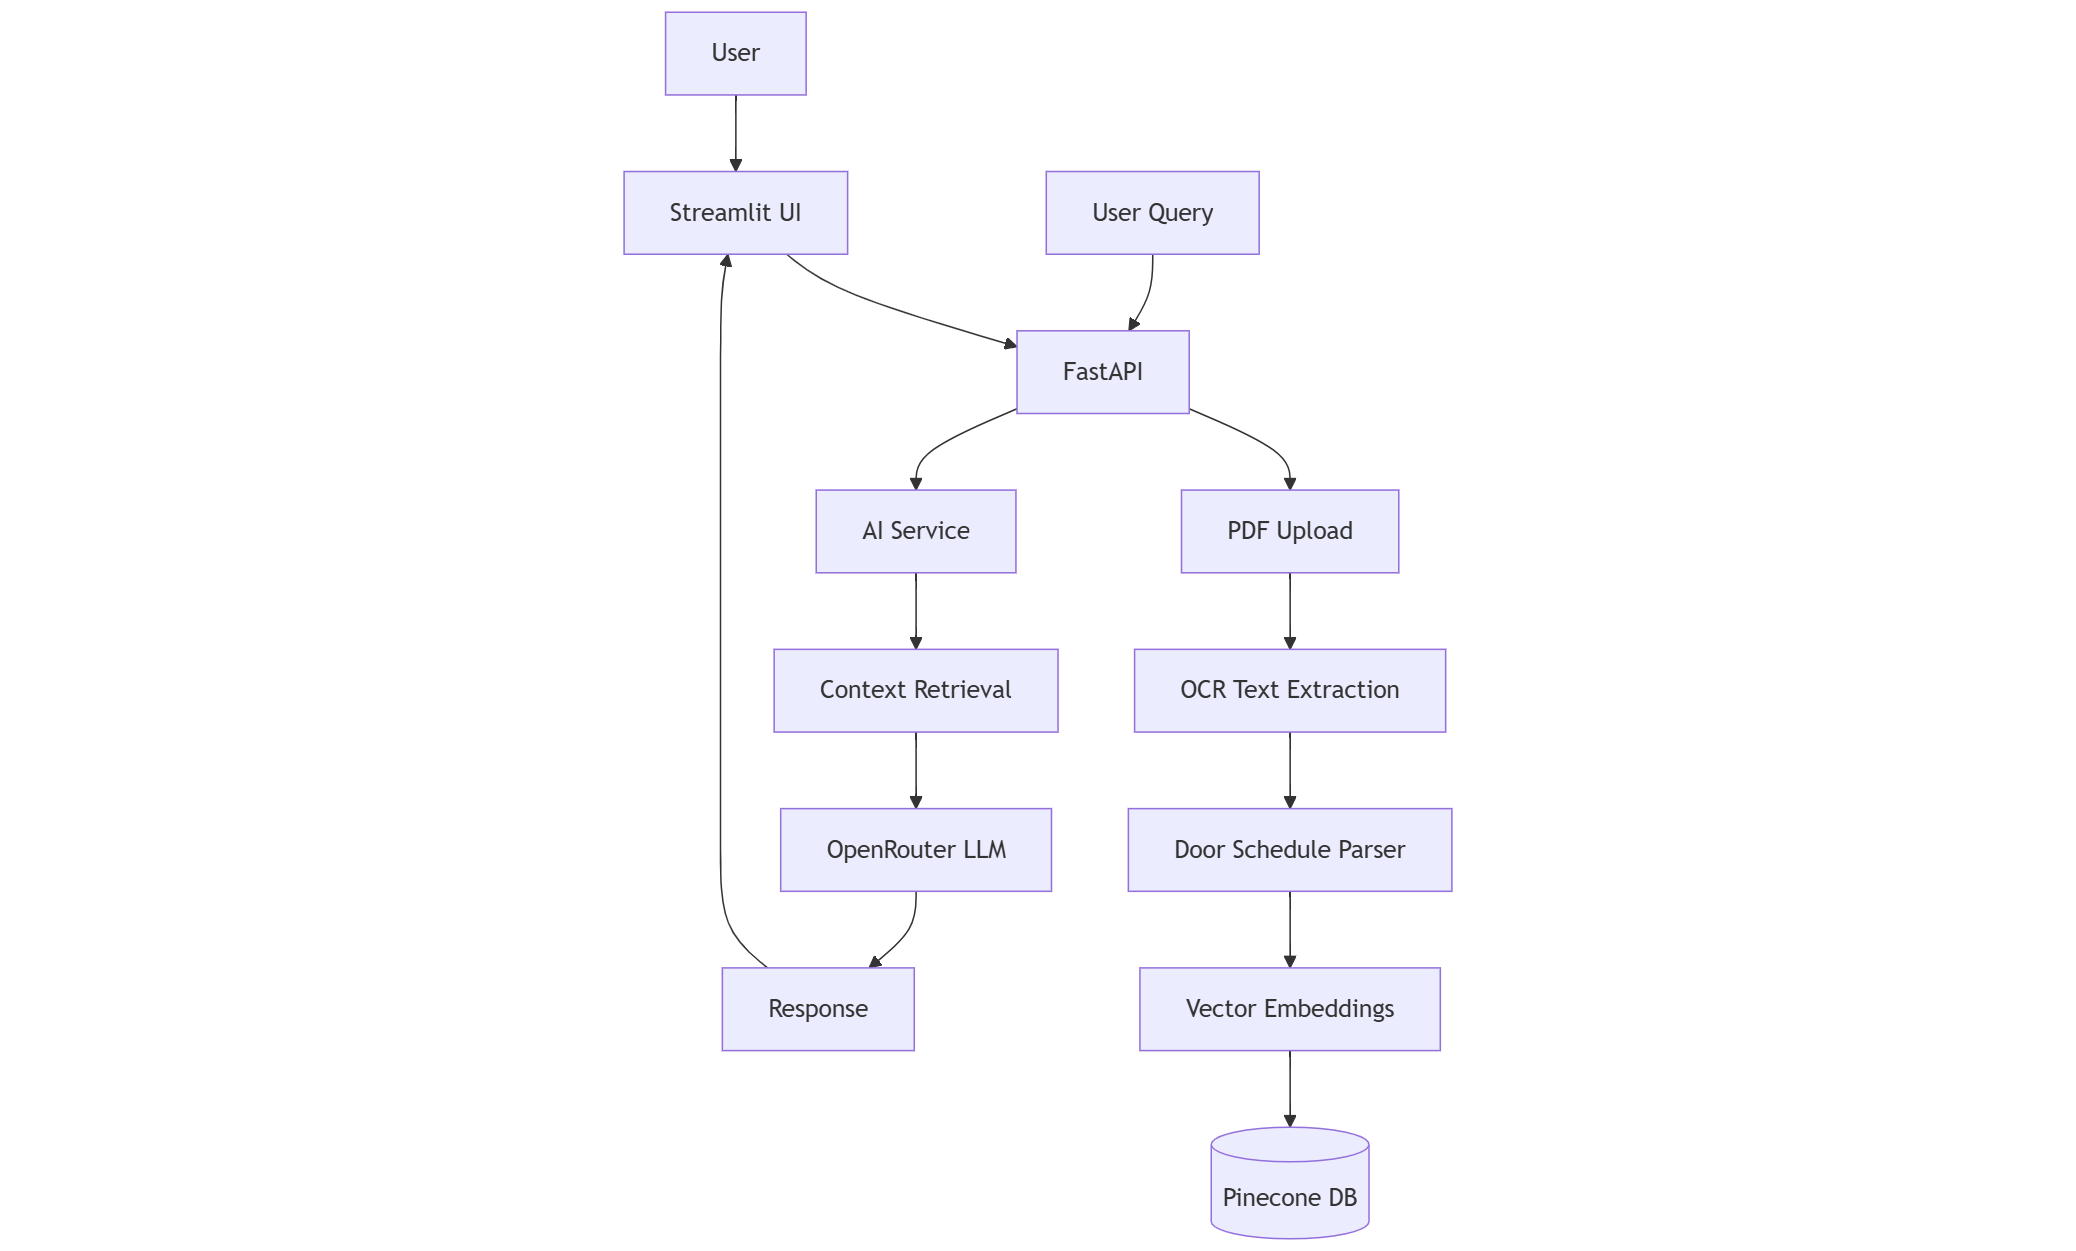 User
Streamlit UI
User Query
FastAPI
AI Service
PDF Upload
Context Retrieval
OCR Text Extraction
OpenRouter LLM
Door Schedule Parser
Response
Vector Embeddings
Pinecone DB